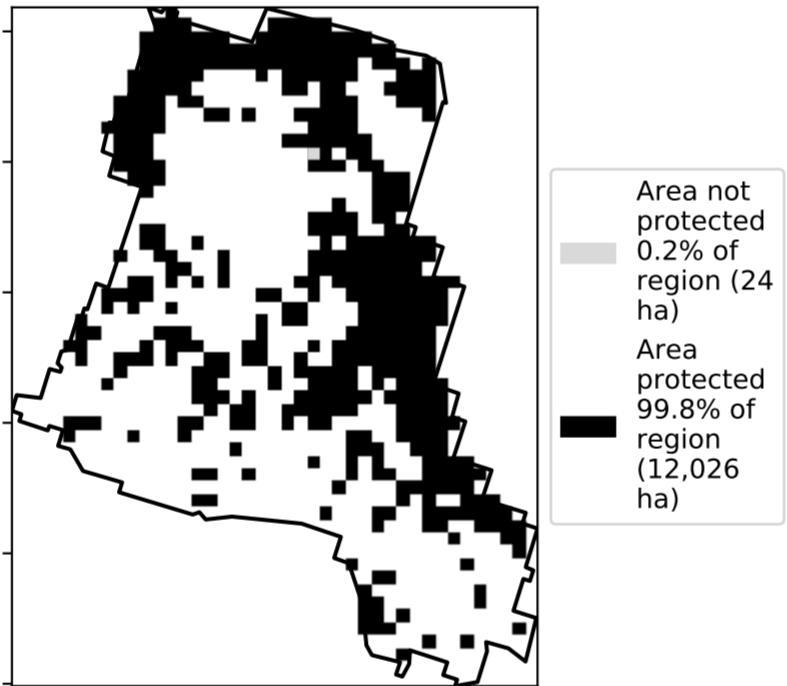 Area not
protected
0.2% of
region (24
ha)
Area
protected
99.8% of
region
(12,026
ha)